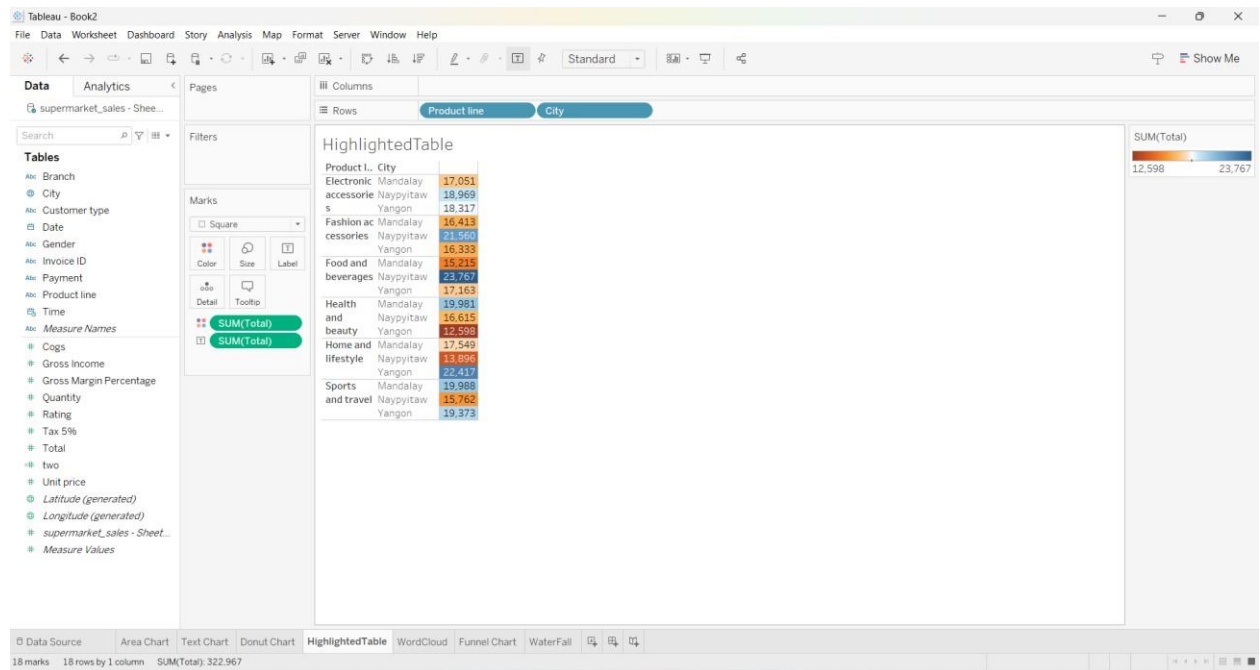 Tableau - Book2
File Data Worksheet Dashboard Story Analysis Map Format Server Window Help
Standard
Show Me
Data Analytics
Pages
Columns
supermarket_sales - Shee...
Rows Product line City
Search
Filters
HighlightedTable
SUM(Total)
12,598 23,767
Tables
Abc Branch
City
Abc Customer type
Date
Abc Gender
Abc Invoice ID
Abc Payment
Abc Product line
Time
Abc Measure Names
# Cogs
# Gross Income
# Gross Margin Percentage
# Quantity
# Rating
# Tax 5%
# Total
=# two
# Unit price
Latitude (generated)
Longitude (generated)
# supermarket_sales - Sheet...
# Measure Values
Marks
Square
Color Size Label
Detail Tooltip
SUM(Total)
SUM(Total)
Product l.. City
Electronic Mandalay 17,051
accessorie Naypyitaw 18,969
s Yangon 18,317
Fashion ac Mandalay 16,413
cessories Naypyitaw 21,560
Yangon 16,333
Food and Mandalay 15,215
beverages Naypyitaw 23,767
Yangon 17,163
Health Mandalay 19,981
and Naypyitaw 16,615
beauty Yangon 12,598
Home and Mandalay 17,549
lifestyle Naypyitaw 13,896
Yangon 22,417
Sports Mandalay 19,988
and travel Naypyitaw 15,762
Yangon 19,373
Data Source Area Chart Text Chart Donut Chart HighlightedTable WordCloud Funnel Chart WaterFall
18 marks 18 rows by 1 column SUM(Total): 322,967